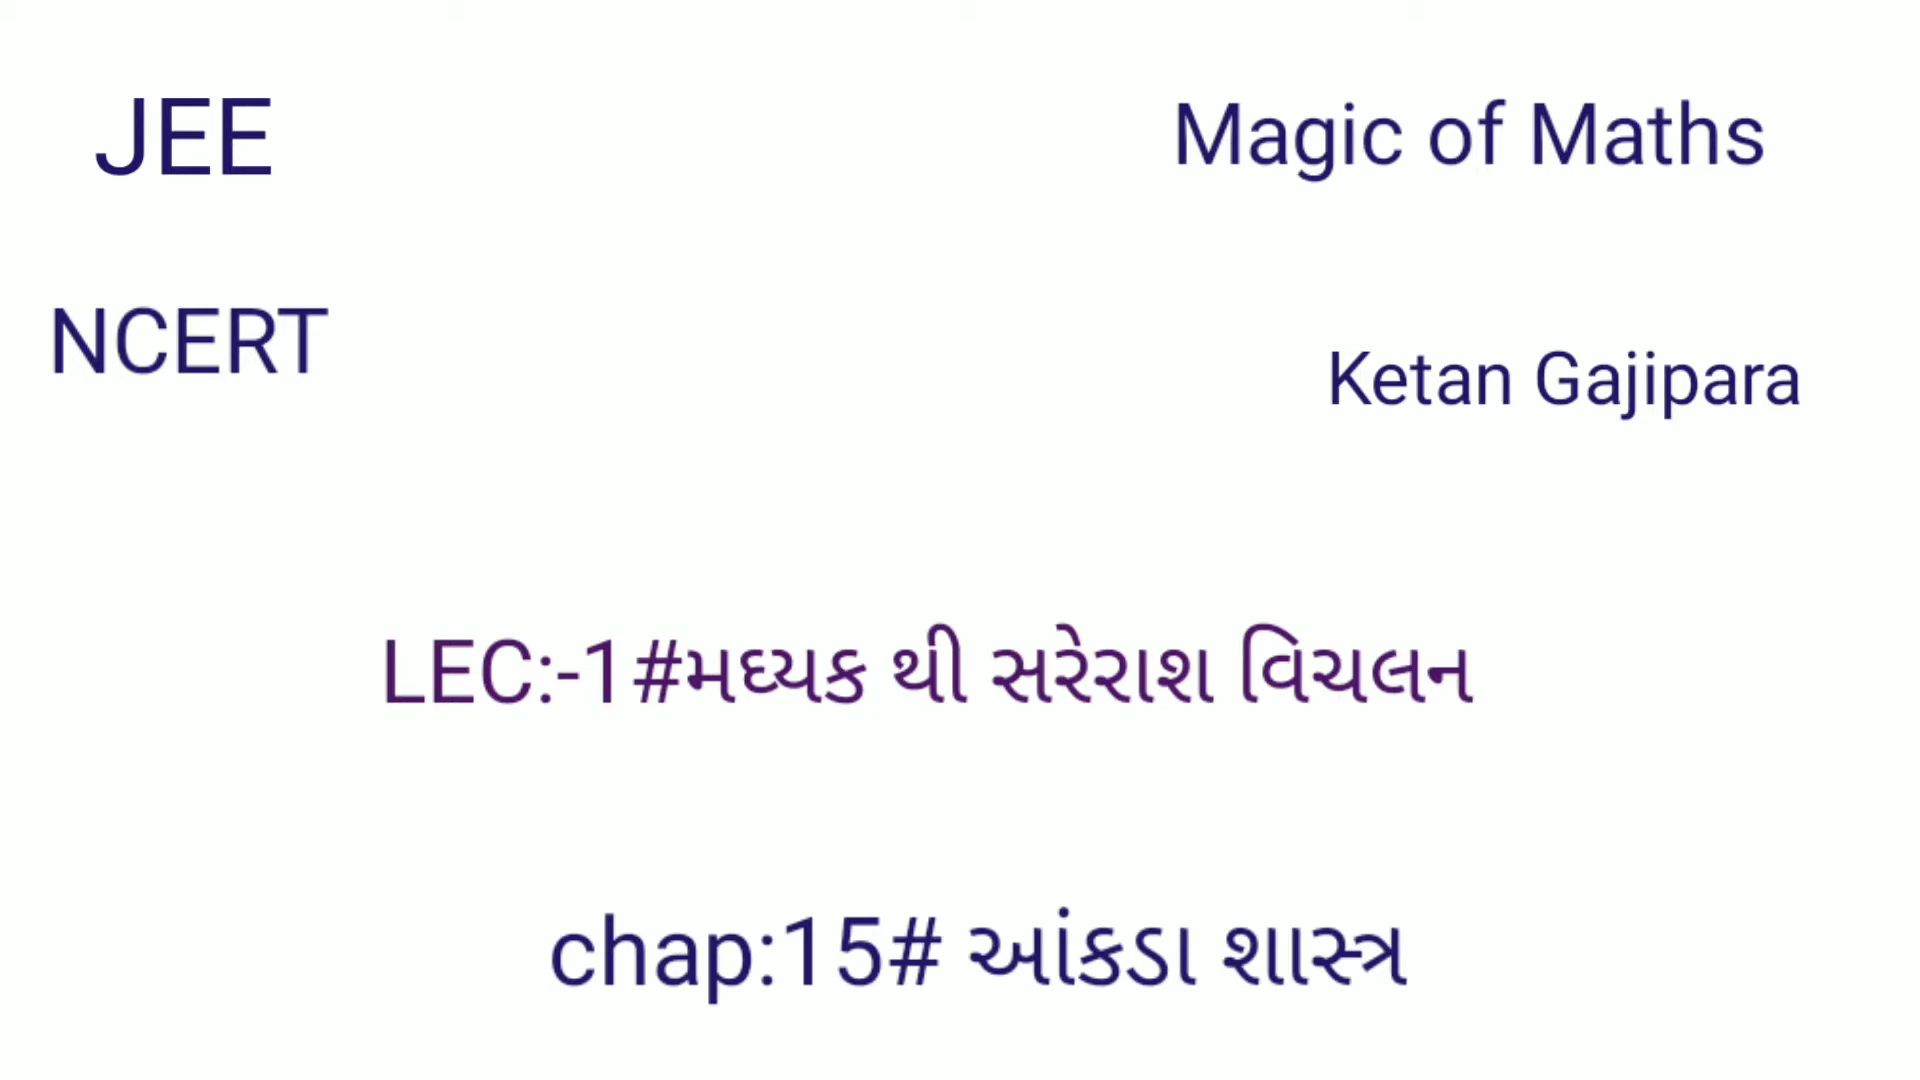 JEE
Magic of Maths
NCERT
Ketan Gajipara
LEC:-1#મધ્યક થી સરેરાશ વિચલન
chap:15# આંકડા શાસ્ત્ર